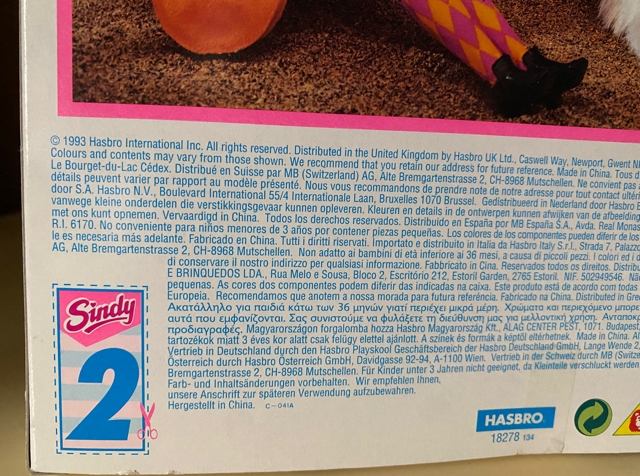 © 1993 Hasbro International Inc. All rights reserved. Distributed in the United Kingdom by Hasbro UK Ltd., Caswell Way, Newport, Gwent
Colours and contents may vary from those shown. We recommend that you retain our address for future reference. Made in China. Tous
Le Bourget-du-Lac Cédex. Distribué en Suisse par MB (Switzerland) AG, Alte Bremgartenstrasse 2, CH-8968 Mutschellen. Ne convient pas
détails peuvent varier par rapport au modèle présenté. Nous vous recommandons de prendre note de notre adresse pour tout contact
door S.A. Hasbro N.V., Boulevard International 55/4 Internationale Laan, Bruxelles 1070 Brussel. Gedistribueerd in Nederland door Hasbro
vanwege kleine onderdelen die verstikkingsgevaar kunnen opleveren. Kleuren en details in de ontwerpen kunnen afwijken van de
met ons kunt opnemen. Vervaardigd in China. Todos los derechos reservados. Distribuido en España por MB España S.A., Avda. Real
R.I. 6170. No conveniente para niños menores de 3 años por contener piezas pequeñas. Los colores de los componentes pueden diferir de
le es necesaria más adelante. Fabricado en China. Tutti i diritti riservati. Importato e distribuito in Italia da Hasbro Italy S.r.l., Strada 7,
AG, Alte Bremgartenstrasse 2, CH-8968 Mutschellen. Non adatto ai bambini di età inferiore ai 36 mesi, a causa di piccoli pezzi. I colori ed i
di conservare il nostro indirizzo per qualsiasi informazione. Fabbricato in Cina. Reservados todos os direitos.
E BRINQUEDOS LDA., Rua Melo e Sousa, Bloco 2, Escritório 212, Estoril Garden, 2765 Estoril. NIF. 502949546.
pequenas. As cores dos componentes podem diferir das indicadas na caixa. Este produto está de acordo com
Europeia. Recomendamos que anotem a nossa morada para futura referência. Fabricado na China. Distributed in
Ακατάλληλο για παιδιά κάτω των 36 μηνών γιατί περιέχει μικρά μέρη. Χρώματα και περιεχόμενο μπορεί
αυτά που εμφανίζονται. Σας συνιστούμε να φυλάξετε τη διεύθυνση μας για μελλοντική χρήση.
προδιαγραφές. Magyarországon forgalomba hozza Hasbro Magyarország Kft., ALAG CENTER PEST, 1071. Budapest
tartozékok miatt 3 éves kor alatt csak felügy elettel ajánlott. A színek és formák a képtől eltérhetnek. Made in China.
Vertrieb in Deutschland durch den Hasbro Playskool Geschäftsbereich der Hasbro Deutschland GmbH, Lange Wende
Österreich durch Hasbro Österreich GmbH, Davidgasse 92-94, A-1100 Wien. Vertrieb in der Schweiz durch MB
Bremgartenstrasse 2, CH-8968 Mutschellen. Für Kinder unter 3 Jahren nicht geeignet, da Kleinteile verschluckt
Farb- und Inhaltsänderungen vorbehalten. Wir empfehlen Ihnen,
unsere Anschrift zur späteren Verwendung aufzubewahren.
Hergestellt in China. C-041A
Sindy
2
HASBRO
18278 134